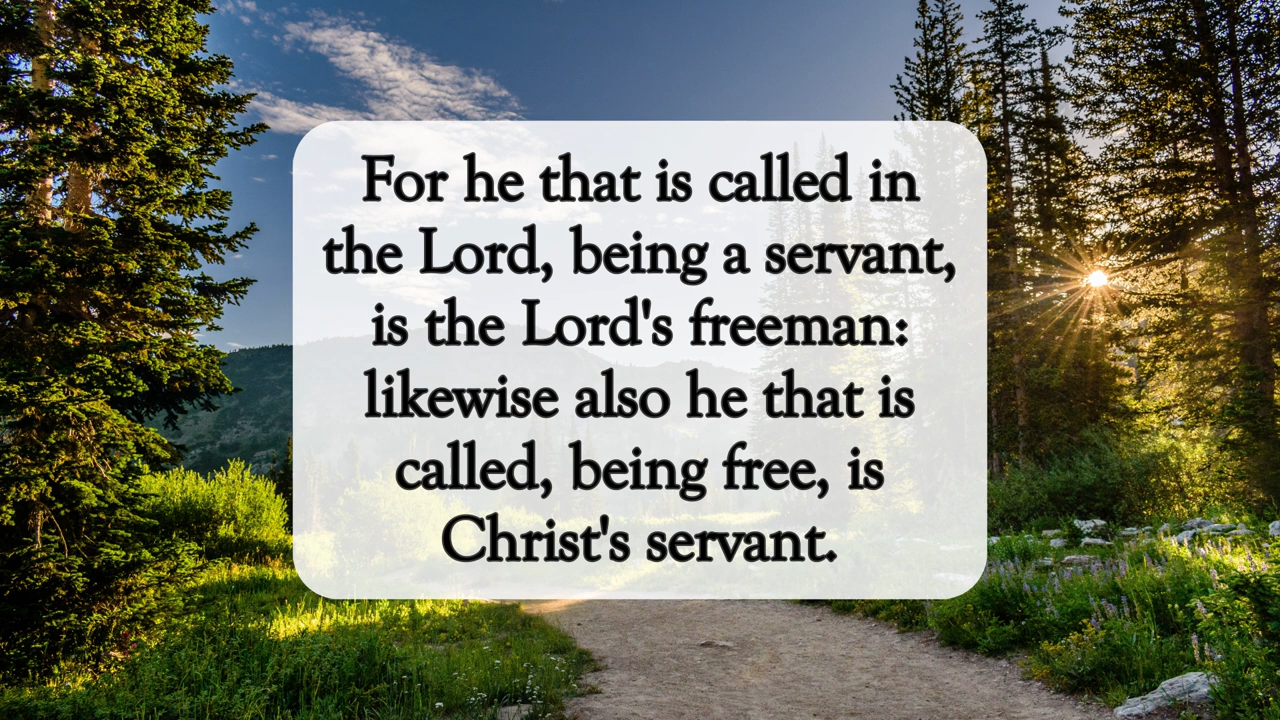 For he that is called in
the Lord, being a servant,
is the Lord's freeman:
likewise also he that is
called, being free, is
Christ's servant.